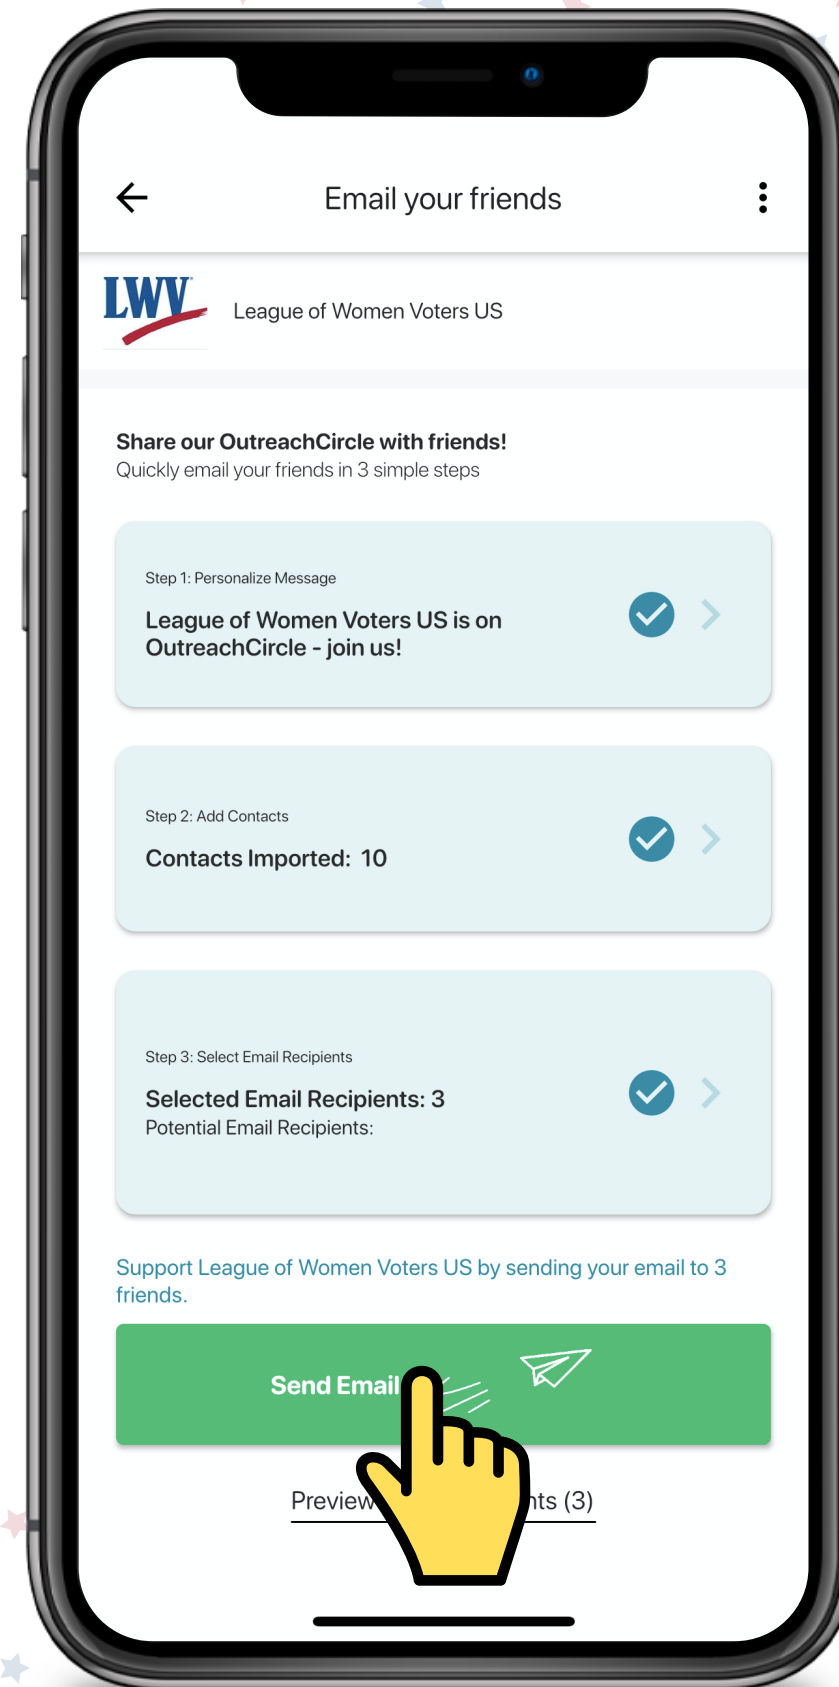 Email your friends
LWV
League of Women Voters US
Share our OutreachCircle with friends!
Quickly email your friends in 3 simple steps
Step 1: Personalize Message
League of Women Voters US is on
OutreachCircle - join us!
Step 2: Add Contacts
Contacts Imported: 10
Step 3: Select Email Recipients
Selected Email Recipients: 3
Potential Email Recipients:
Support League of Women Voters US by sending your email to 3
friends.
Send Email
Preview (3)